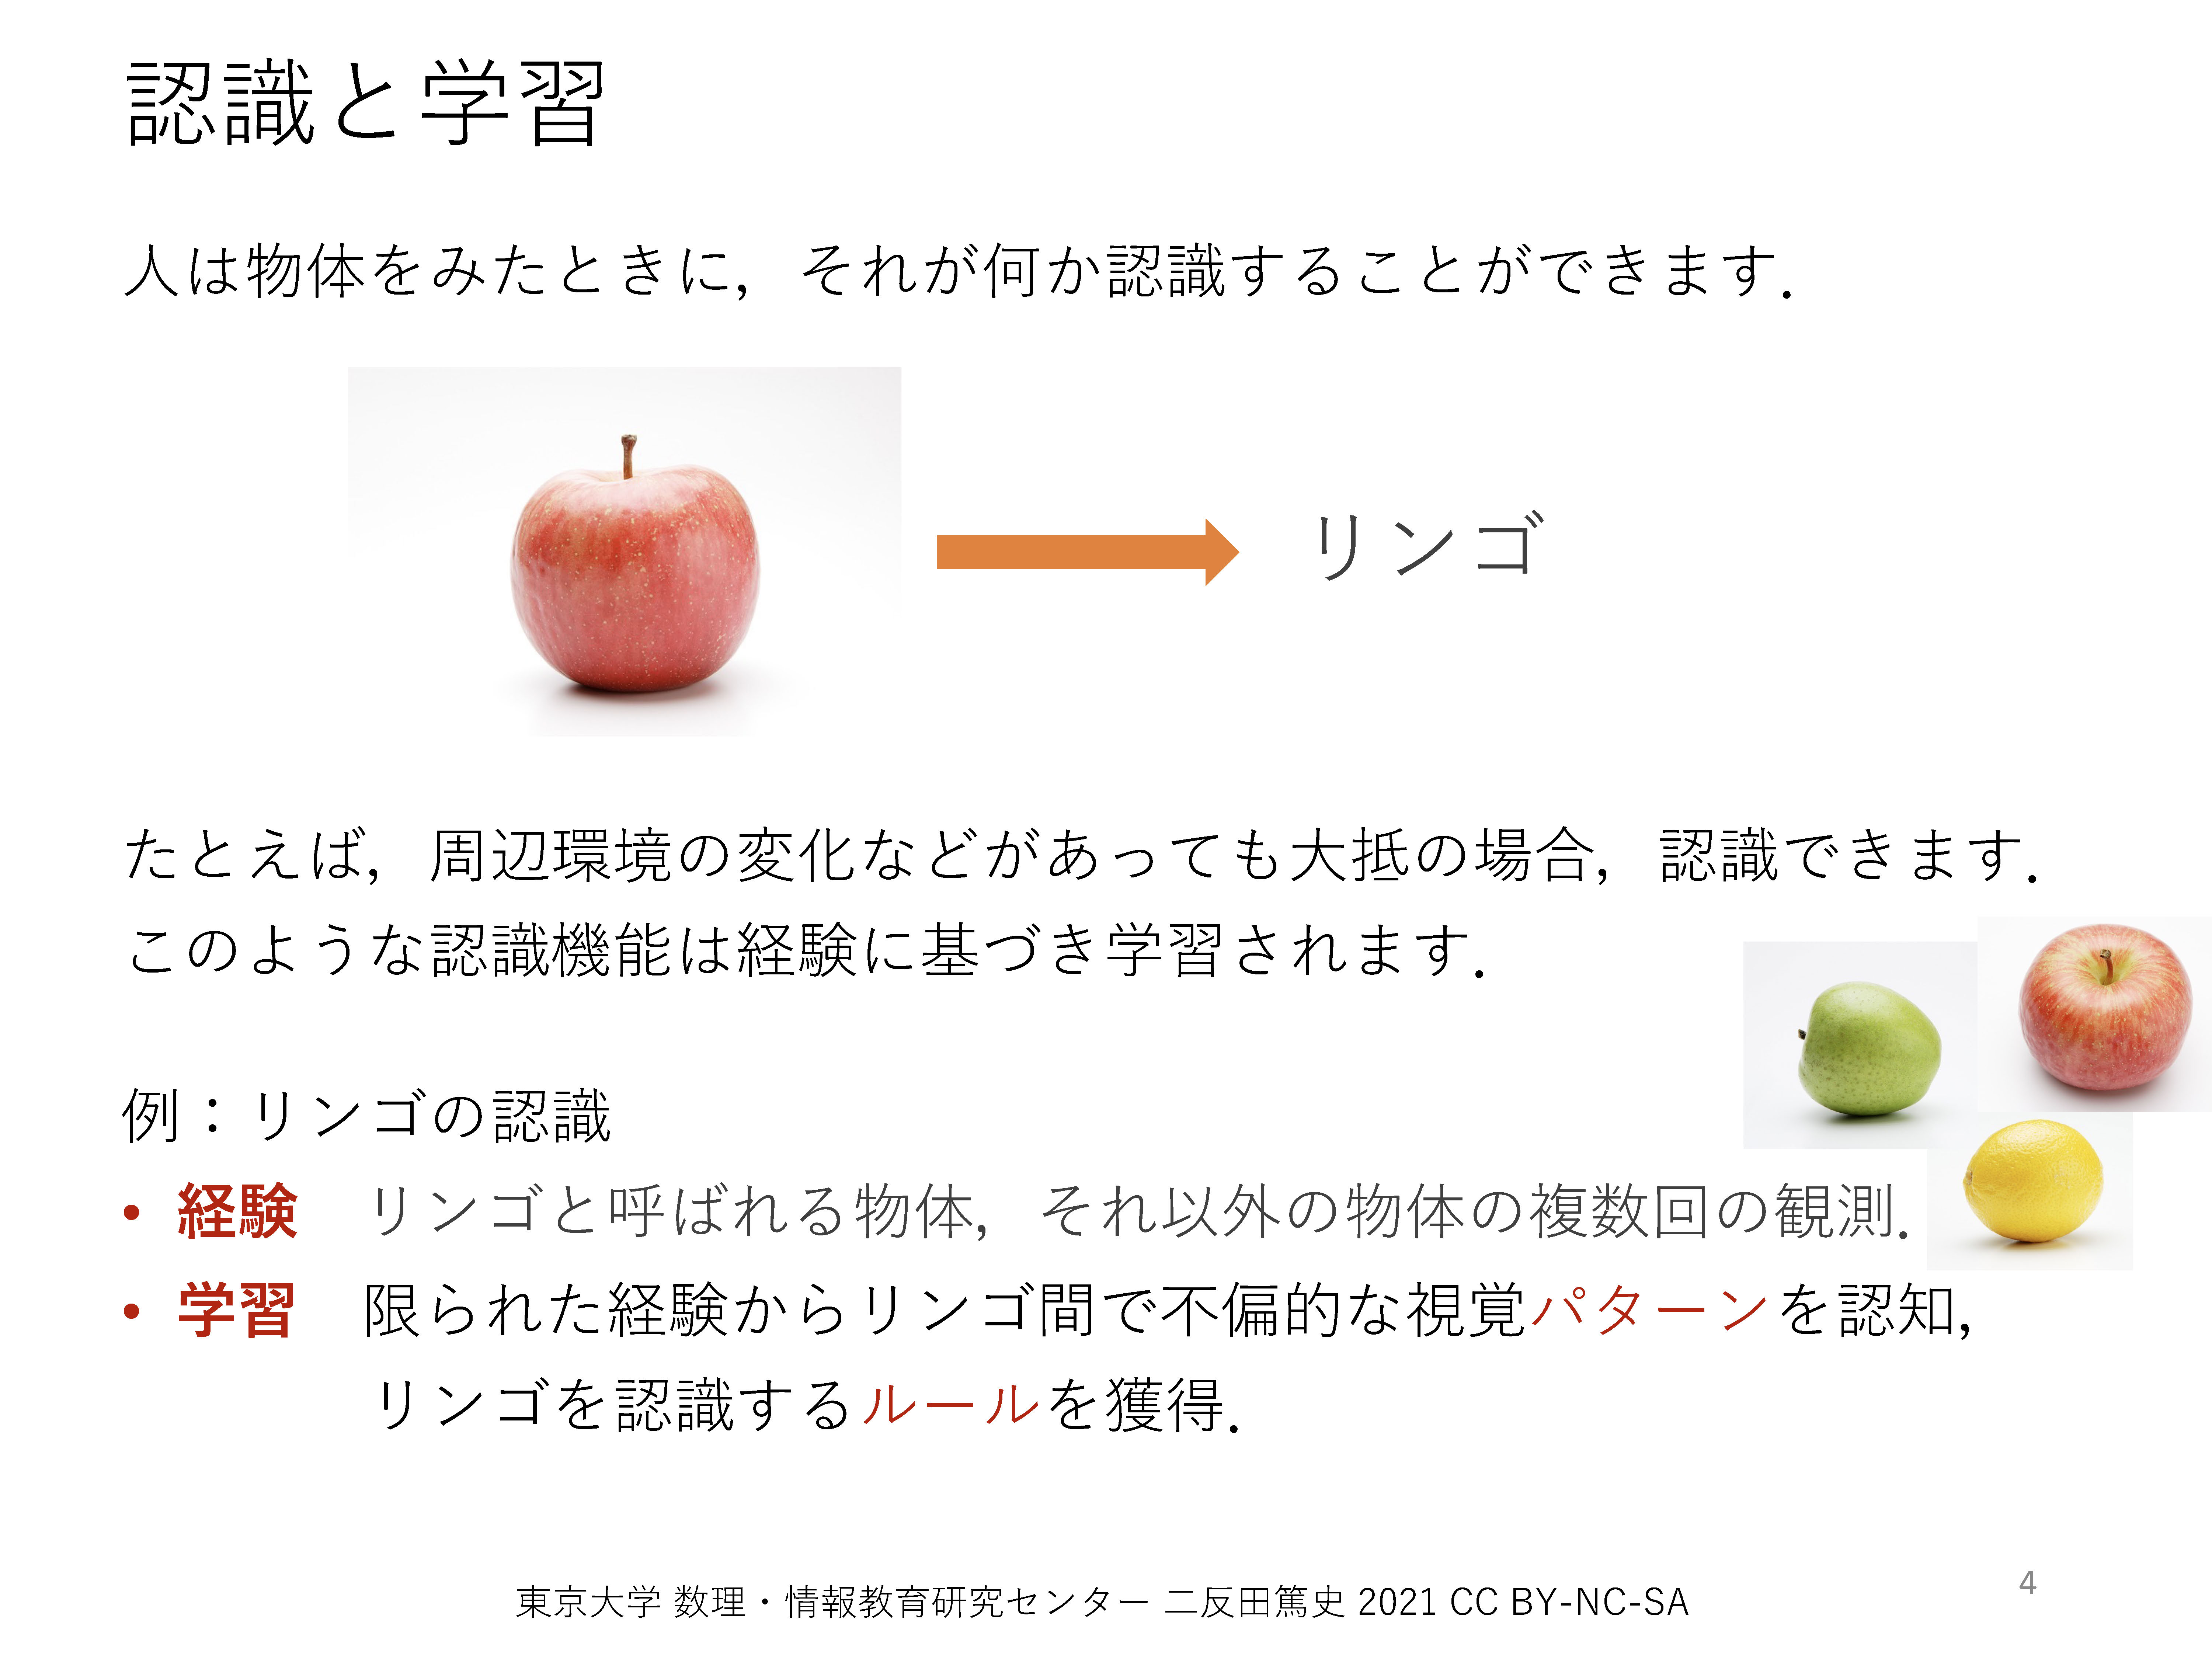 認識と学習
人は物体をみたときに，それが何か認識することができます．
リンゴ
たとえば，周辺環境の変化などがあっても大抵の場合，認識できます．
このような認識機能は経験に基づき学習されます．
例：リンゴの認識
• 経験　リンゴと呼ばれる物体，それ以外の物体の複数回の観測．
• 学習　限られた経験からリンゴ間で不偏的な視覚パターンを認知，
リンゴを認識するルールを獲得．
東京大学 数理・情報教育研究センター 二反田篤史 2021 CC BY-NC-SA
4